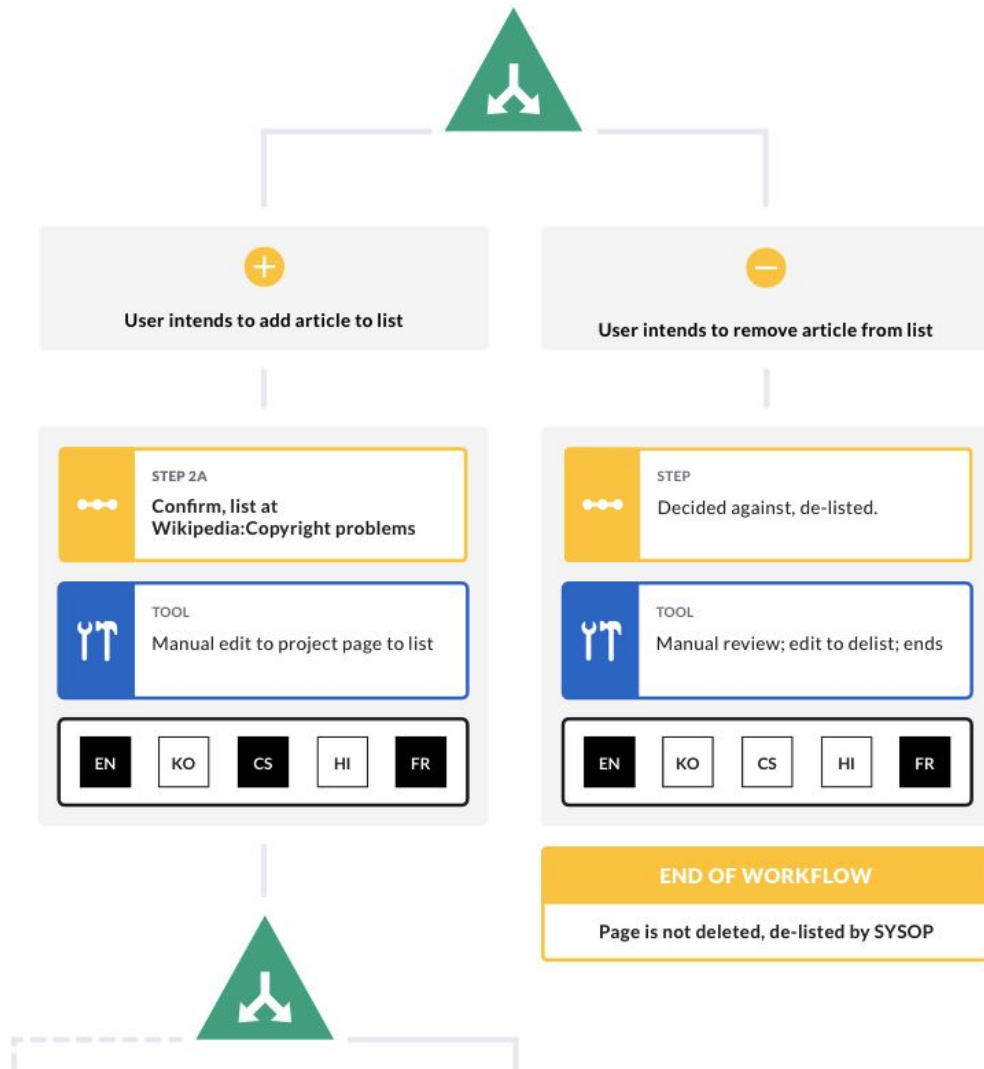 User intends to add article to list
STEP 2A
Confirm, list at
Wikipedia:Copyright problems
TOOL
Manual edit to project page to list
EN KO CS HI FR
User intends to remove article from list
STEP
Decided against, de-listed.
TOOL
Manual review; edit to delist; ends
EN KO CS HI FR
END OF WORKFLOW
Page is not deleted, de-listed by SYSOP